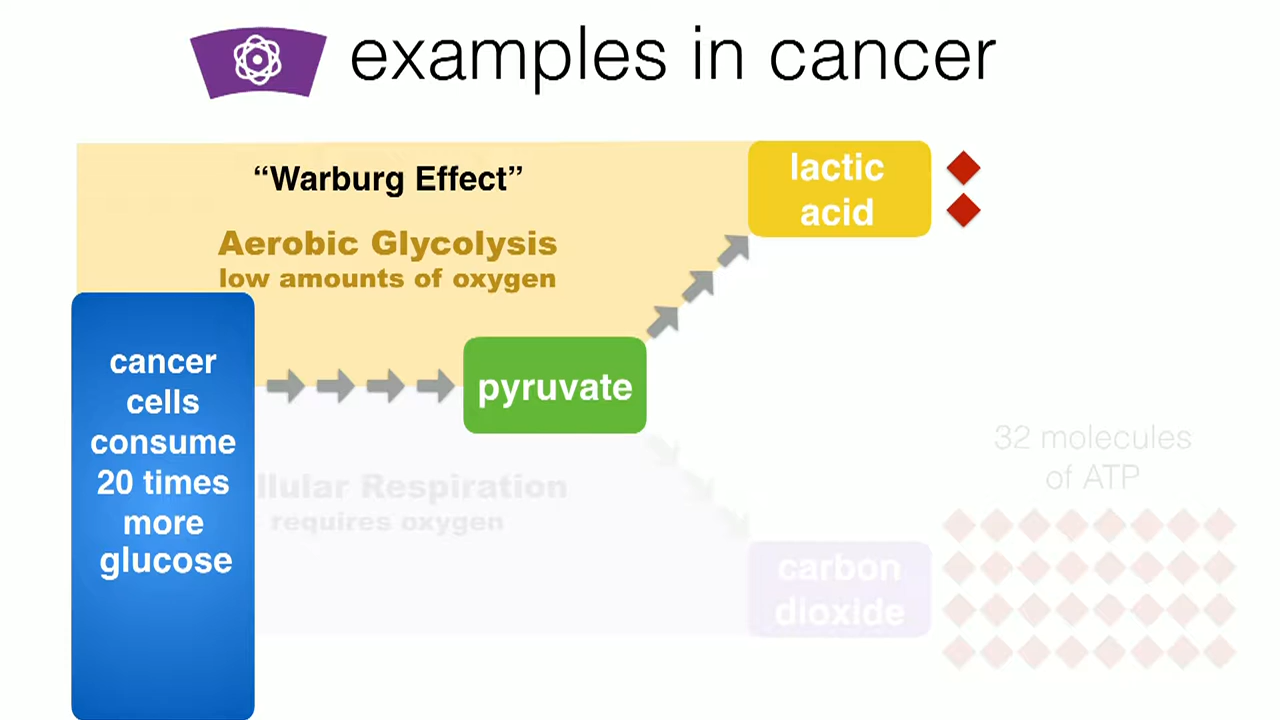 examples in cancer
“Warburg Effect”
Aerobic Glycolysis
low amounts of oxygen
lactic
acid
cancer
cells
consume
20 times
more
glucose
pyruvate
Respiration
requires oxygen
carbon
dioxide
32 molecules
of ATP